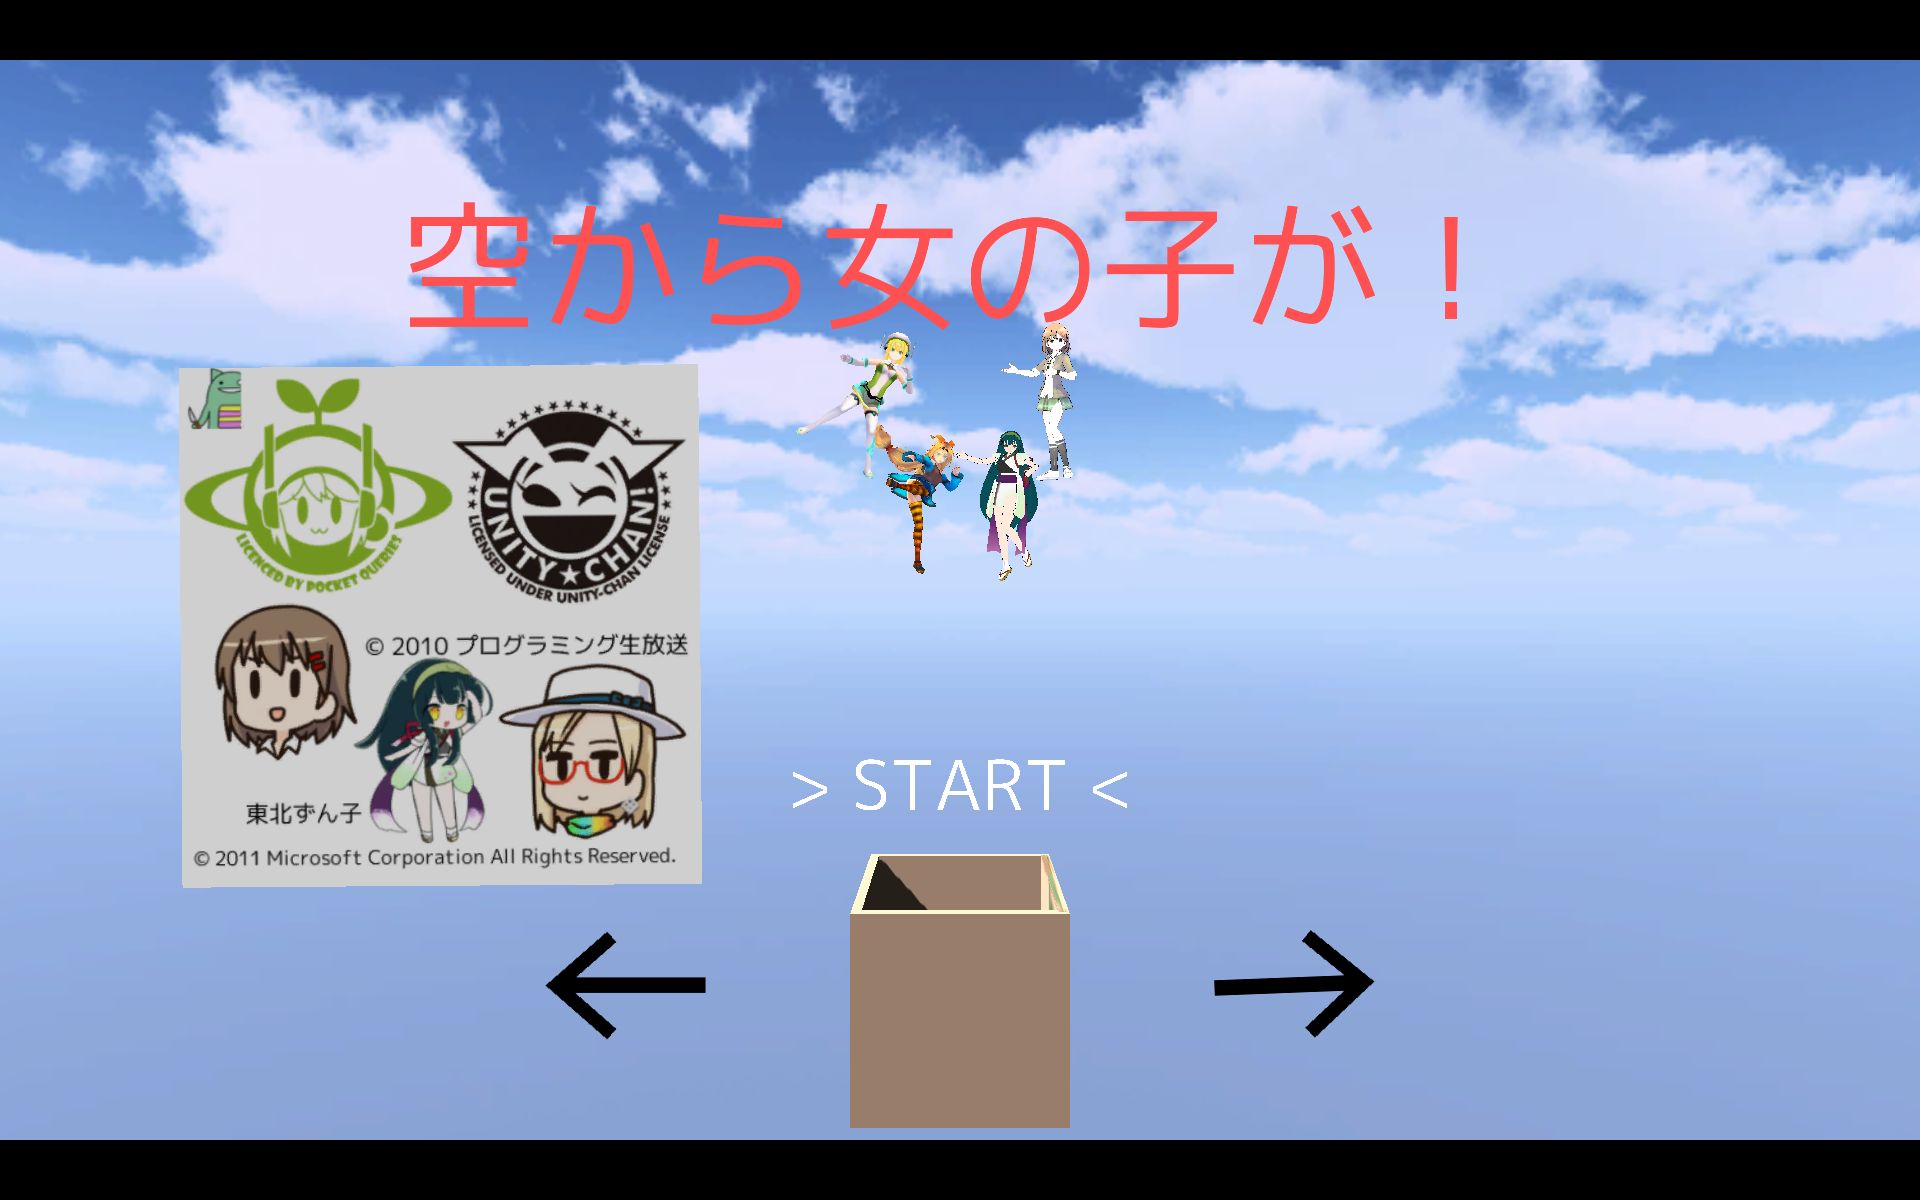 空から女の子が！
LICENCED BY POCKET QUERIES
UNITY★CHAN!
LICENSED UNDER UNITY-CHAN LICENSE
© 2010 プログラミング生放送
東北ずん子
© 2011 Microsoft Corporation All Rights Reserved.
> START <